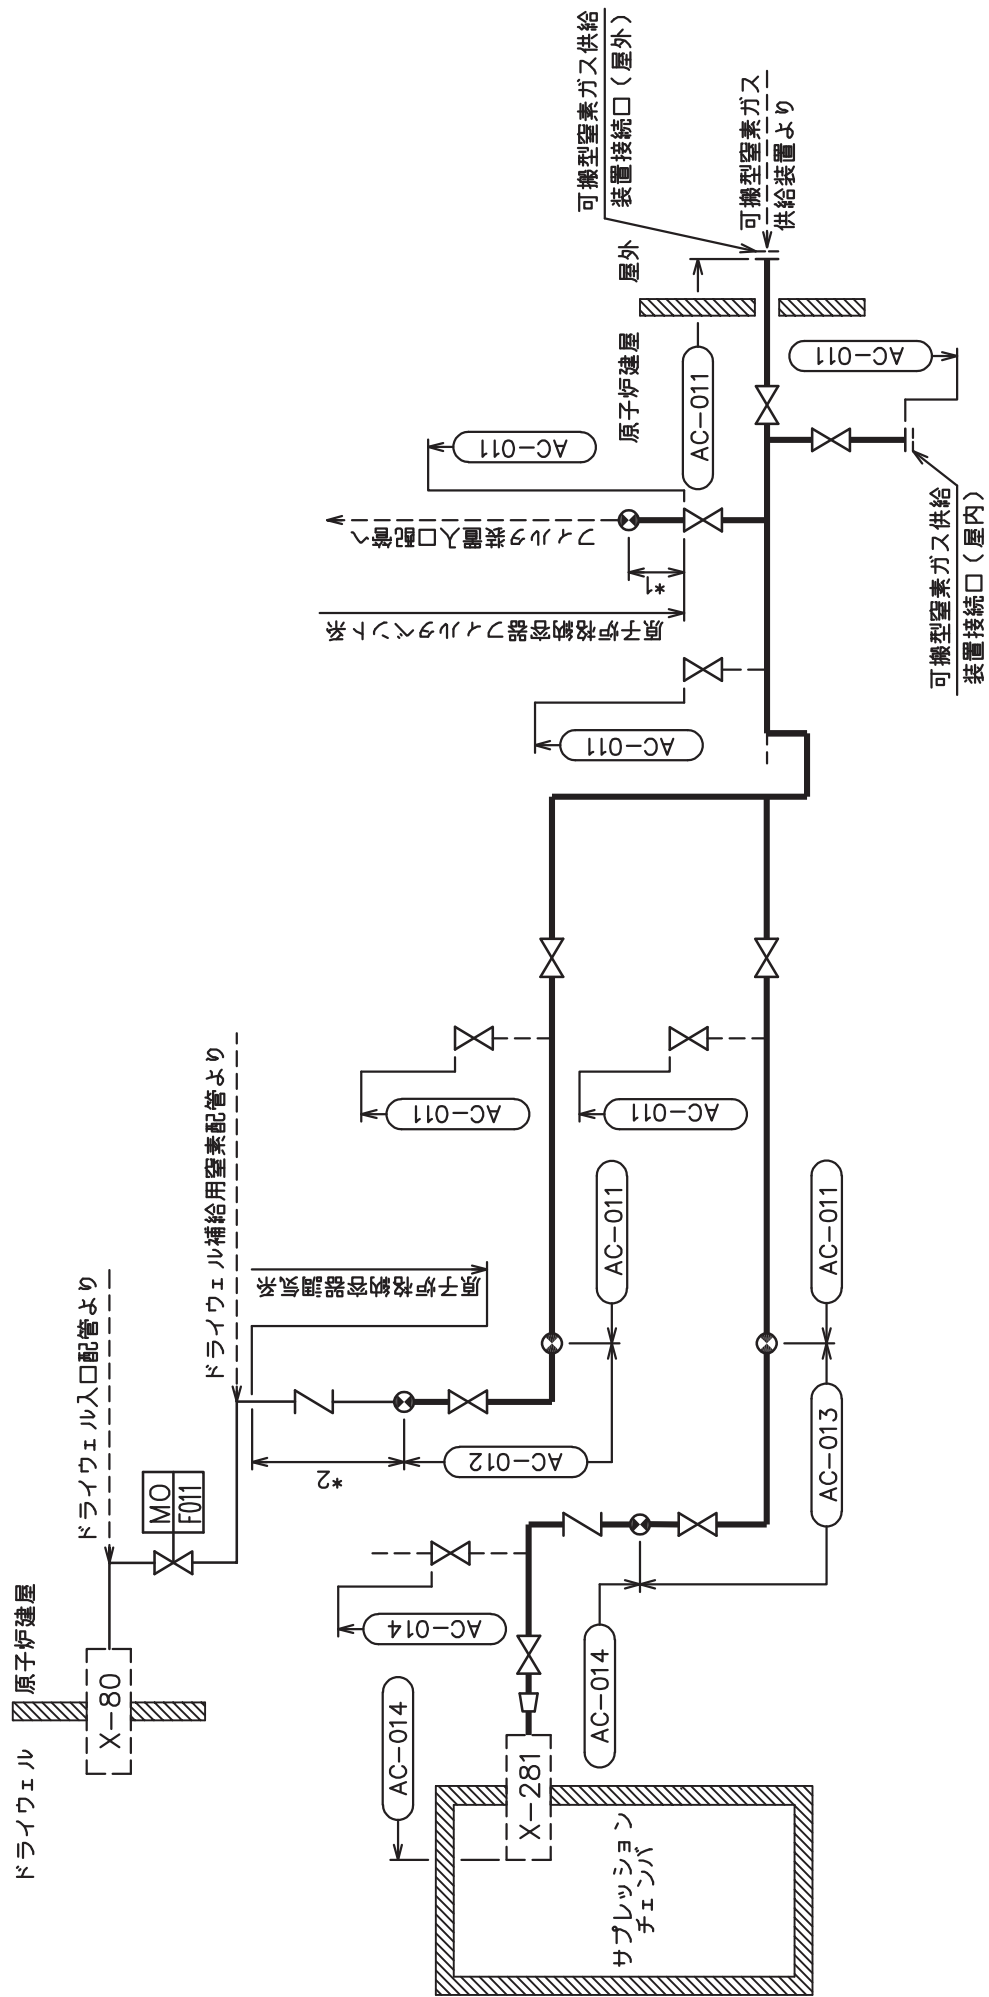 ドライウェル
原子炉建屋
X-80
ドライウェル入口配管より
MO
F011
ドライウェル補給用窒素配管より
原子炉格納容器調気系
*2
AC-012
AC-011
AC-011
AC-011
AC-011
AC-013
AC-014
AC-014
AC-014
X-281
サプレッション
チェンバ
AC-011
原子炉格納容器フィルタベント系
*1
フィルタ装置入口配管へ
AC-011
AC-011
原子炉建屋
屋外
可搬型窒素ガス供給
装置接続口(屋外)
可搬型窒素ガス
供給装置より
AC-011
可搬型窒素ガス供給
装置接続口(屋内)